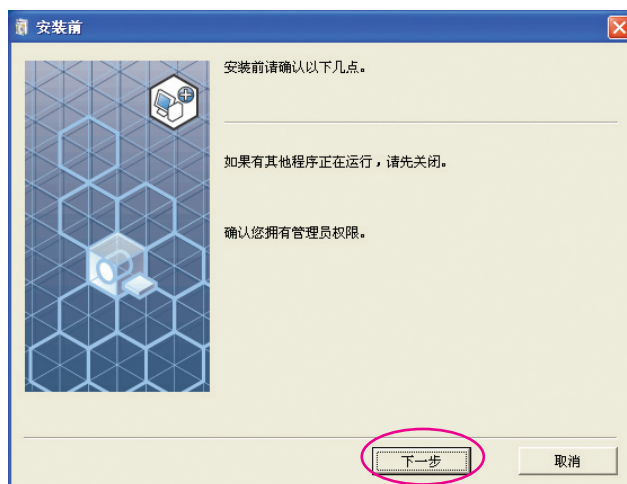 安装前
安装前请确认以下几点。
如果有其他程序正在运行，请先关闭。
确认您拥有管理员权限。
下一步
取消